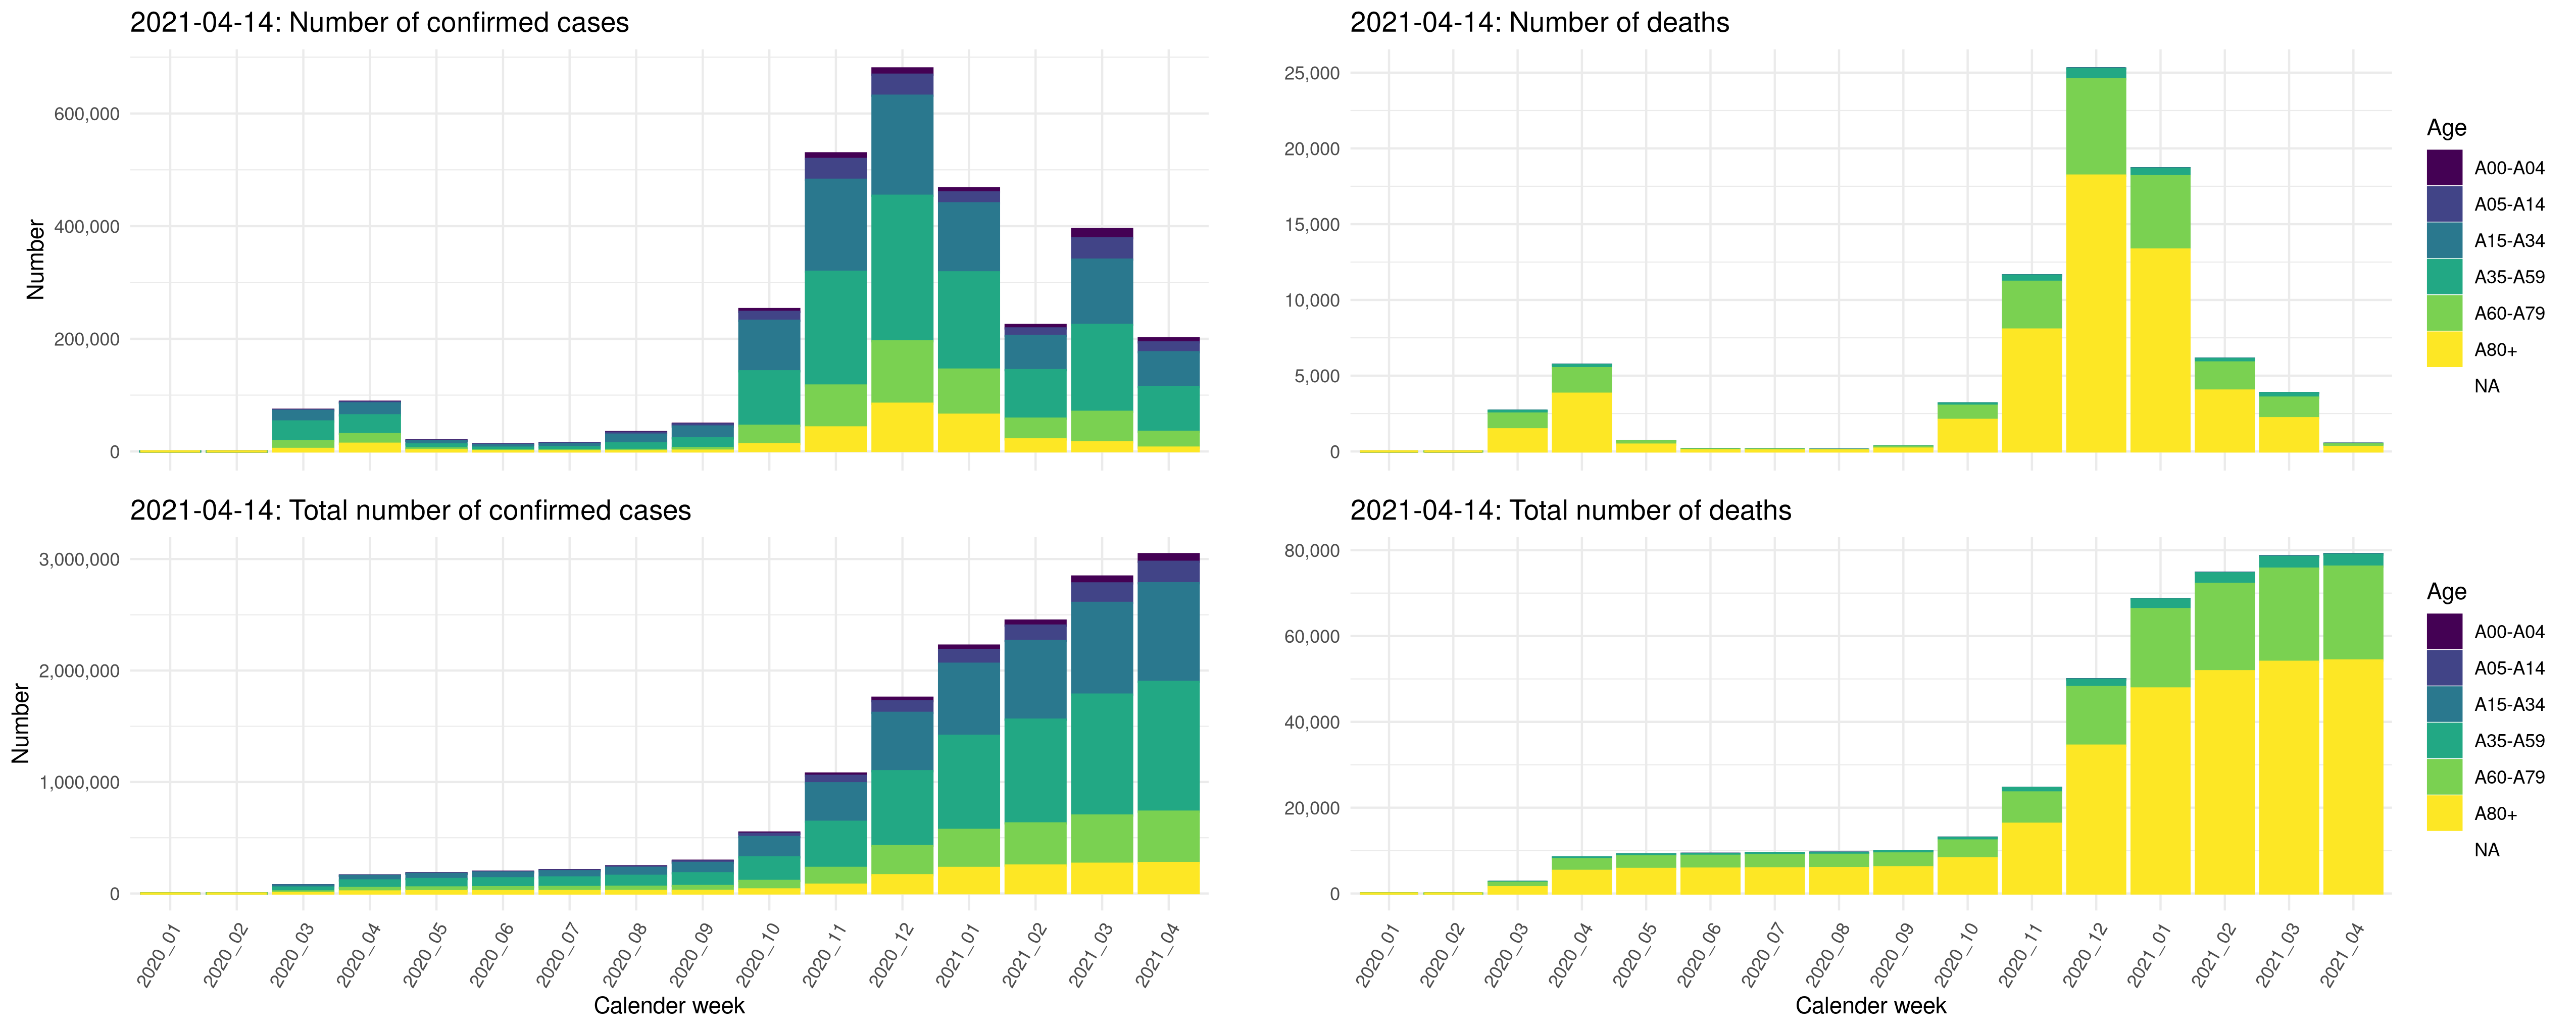 2021-04-14: Number of confirmed cases
Number
600,000
400,000
200,000
0
2021-04-14: Number of deaths
25,000
20,000
15,000
10,000
5,000
0
Age
A00-A04
A05-A14
A15-A34
A35-A59
A60-A79
A80+
NA
2021-04-14: Total number of confirmed cases
Number
3,000,000
2,000,000
1,000,000
0
2020_01
2020_02
2020_03
2020_04
2020_05
2020_06
2020_07
2020_08
2020_09
2020_10
2020_11
2020_12
2021_01
2021_02
2021_03
2021_04
Calender week
2021-04-14: Total number of deaths
80,000
60,000
40,000
20,000
0
2020_01
2020_02
2020_03
2020_04
2020_05
2020_06
2020_07
2020_08
2020_09
2020_10
2020_11
2020_12
2021_01
2021_02
2021_03
2021_04
Calender week
Age
A00-A04
A05-A14
A15-A34
A35-A59
A60-A79
A80+
NA